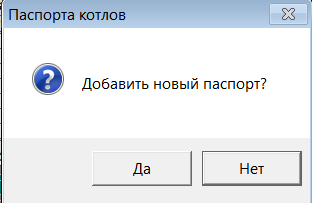 Паспорта котлов
Добавить новый паспорт?
Да
Нет